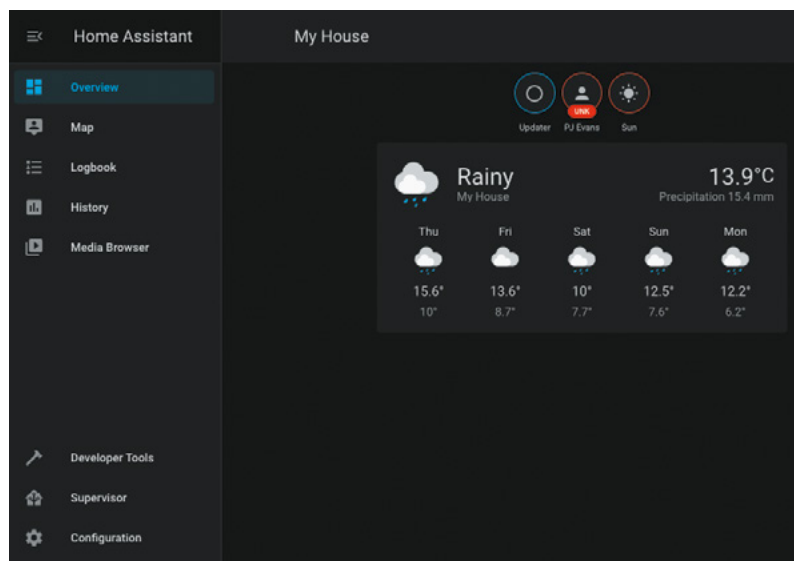 Home Assistant
My House
Overview
Map
Logbook
History
Media Browser
Developer Tools
Supervisor
Configuration
UNK
Updater PJ Evans Sun
Rainy 13.9°C
My House Precipitation 15.4 mm
Thu Fri Sat Sun Mon
15.6° 13.6° 10° 12.5° 12.2°
10° 8.7° 7.7° 7.6° 6.2°